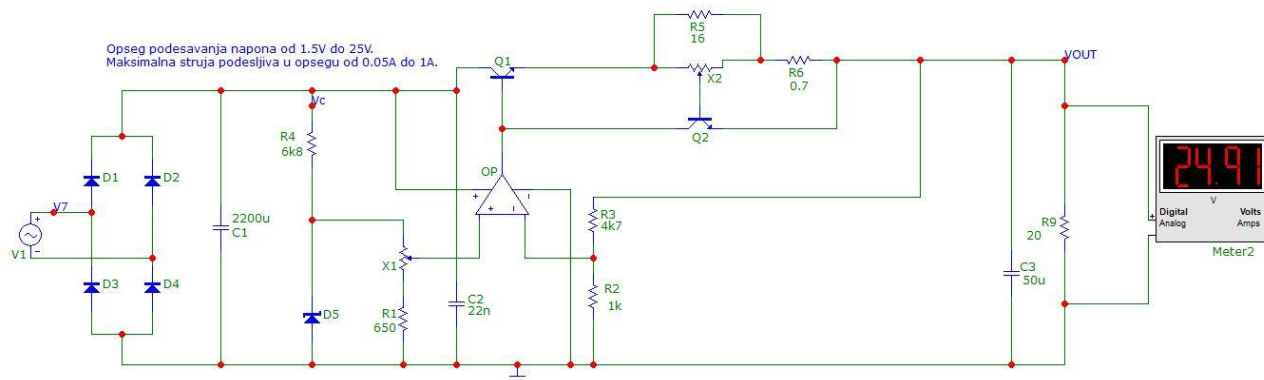 Opseg podesavanja napona od 1.5V do 25V.
Maksimalna struja podesljiva u opsegu od 0.05A do 1A.
R5
16
Q1
X2
R6
0.7
VOUT
Vc
R4
6k8
Q2
D1
D2
OP
V7
2200u
C1
+
-
V1
R3
4k7
X1
R9
20
24.91
V
Digital
Analog
Volts
Amps
Meter2
D3
D4
D5
R1
650
C2
22n
R2
1k
C3
50u